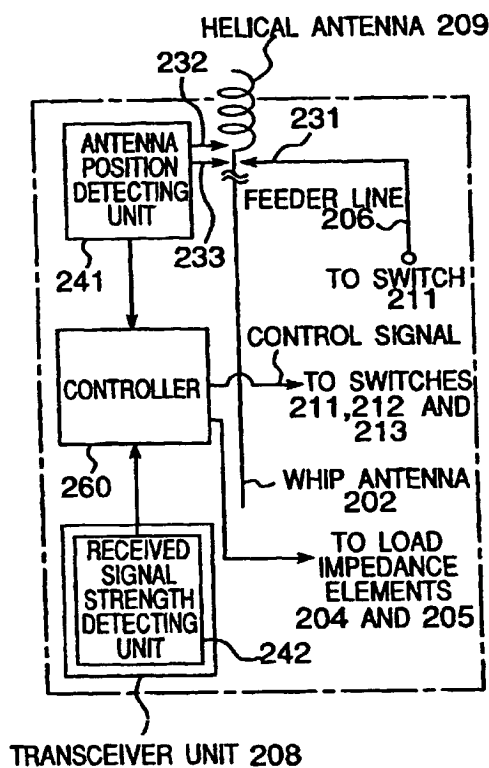 HELICAL ANTENNA 209
232
231
ANTENNA
POSITION
DETECTING
UNIT
FEEDER LINE
206
233
241
TO SWITCH
211
CONTROL SIGNAL
CONTROLLER
TO SWITCHES
211,212 AND
213
260
WHIP ANTENNA
202
RECEIVED
SIGNAL
STRENGTH
DETECTING
UNIT
TO LOAD
IMPEDANCE
ELEMENTS
204 AND 205
242
TRANSCEIVER UNIT 208